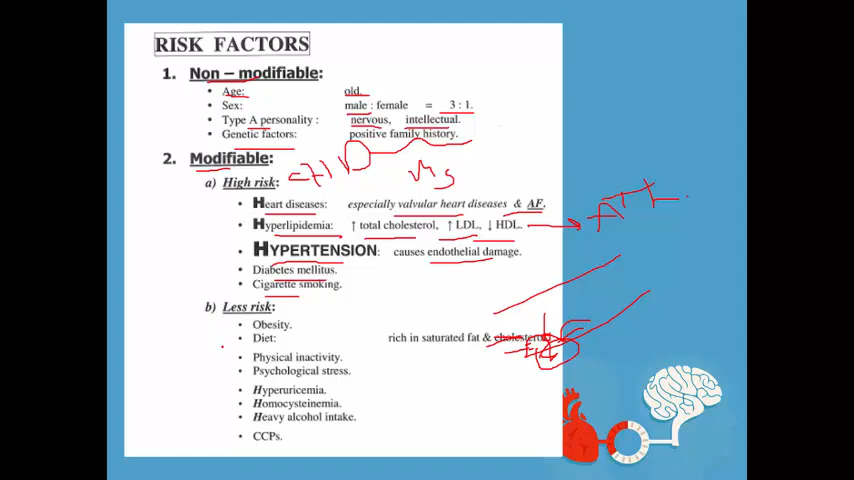 RISK FACTORS
1. Non – modifiable:
• Age: old.
• Sex: male : female = 3 : 1.
• Type A personality : nervous, intellectual.
• Genetic factors: positive family history.
2. Modifiable:
a) High risk:
• Heart diseases: especially valvular heart diseases & AF.
• Hyperlipidemia: ↑ total cholesterol, ↑ LDL, ↓ HDL.
• HYPERTENSION: causes endothelial damage.
• Diabetes mellitus.
• Cigarette smoking.
b) Less risk:
• Obesity.
• Diet: rich in saturated fat & cholesterol
• Physical inactivity.
• Psychological stress.
• Hyperuricemia.
• Homocysteinemia.
• Heavy alcohol intake.
• CCPs.